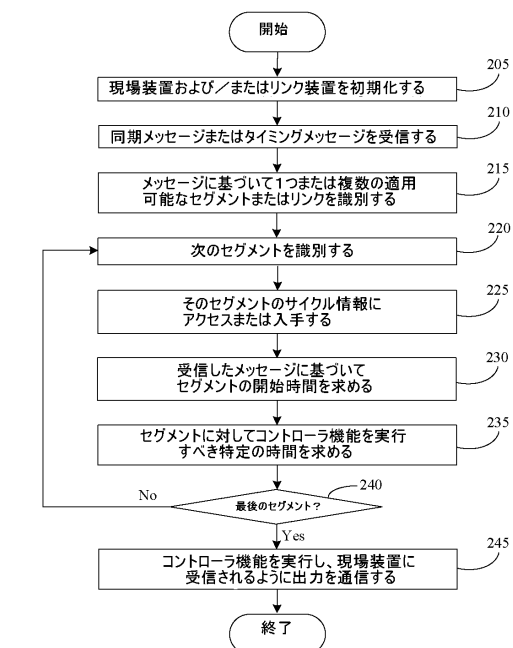 開始
205
現場装置および/またはリンク装置を初期化する
210
同期メッセージまたはタイミングメッセージを受信する
215
メッセージに基づいて1つまたは複数の適用
可能なセグメントまたはリンクを識別する
220
次のセグメントを識別する
225
そのセグメントのサイクル情報に
アクセスまたは入手する
230
受信したメッセージに基づいて
セグメントの開始時間を求める
235
セグメントに対してコントローラ機能を実行
すべき特定の時間を求める
240
No
最後のセグメント?
Yes
245
コントローラ機能を実行し、現場装置に
受信されるように出力を通信する
終了